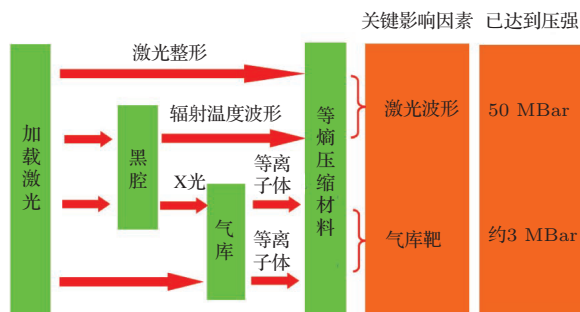 关键影响因素 已达到压强
激光整形
加载激光
黑腔
辐射温度波形
等熵压缩材料
激光波形
50 MBar
X光
等离
子体
气库
等离
子体
气库靶
约3 MBar